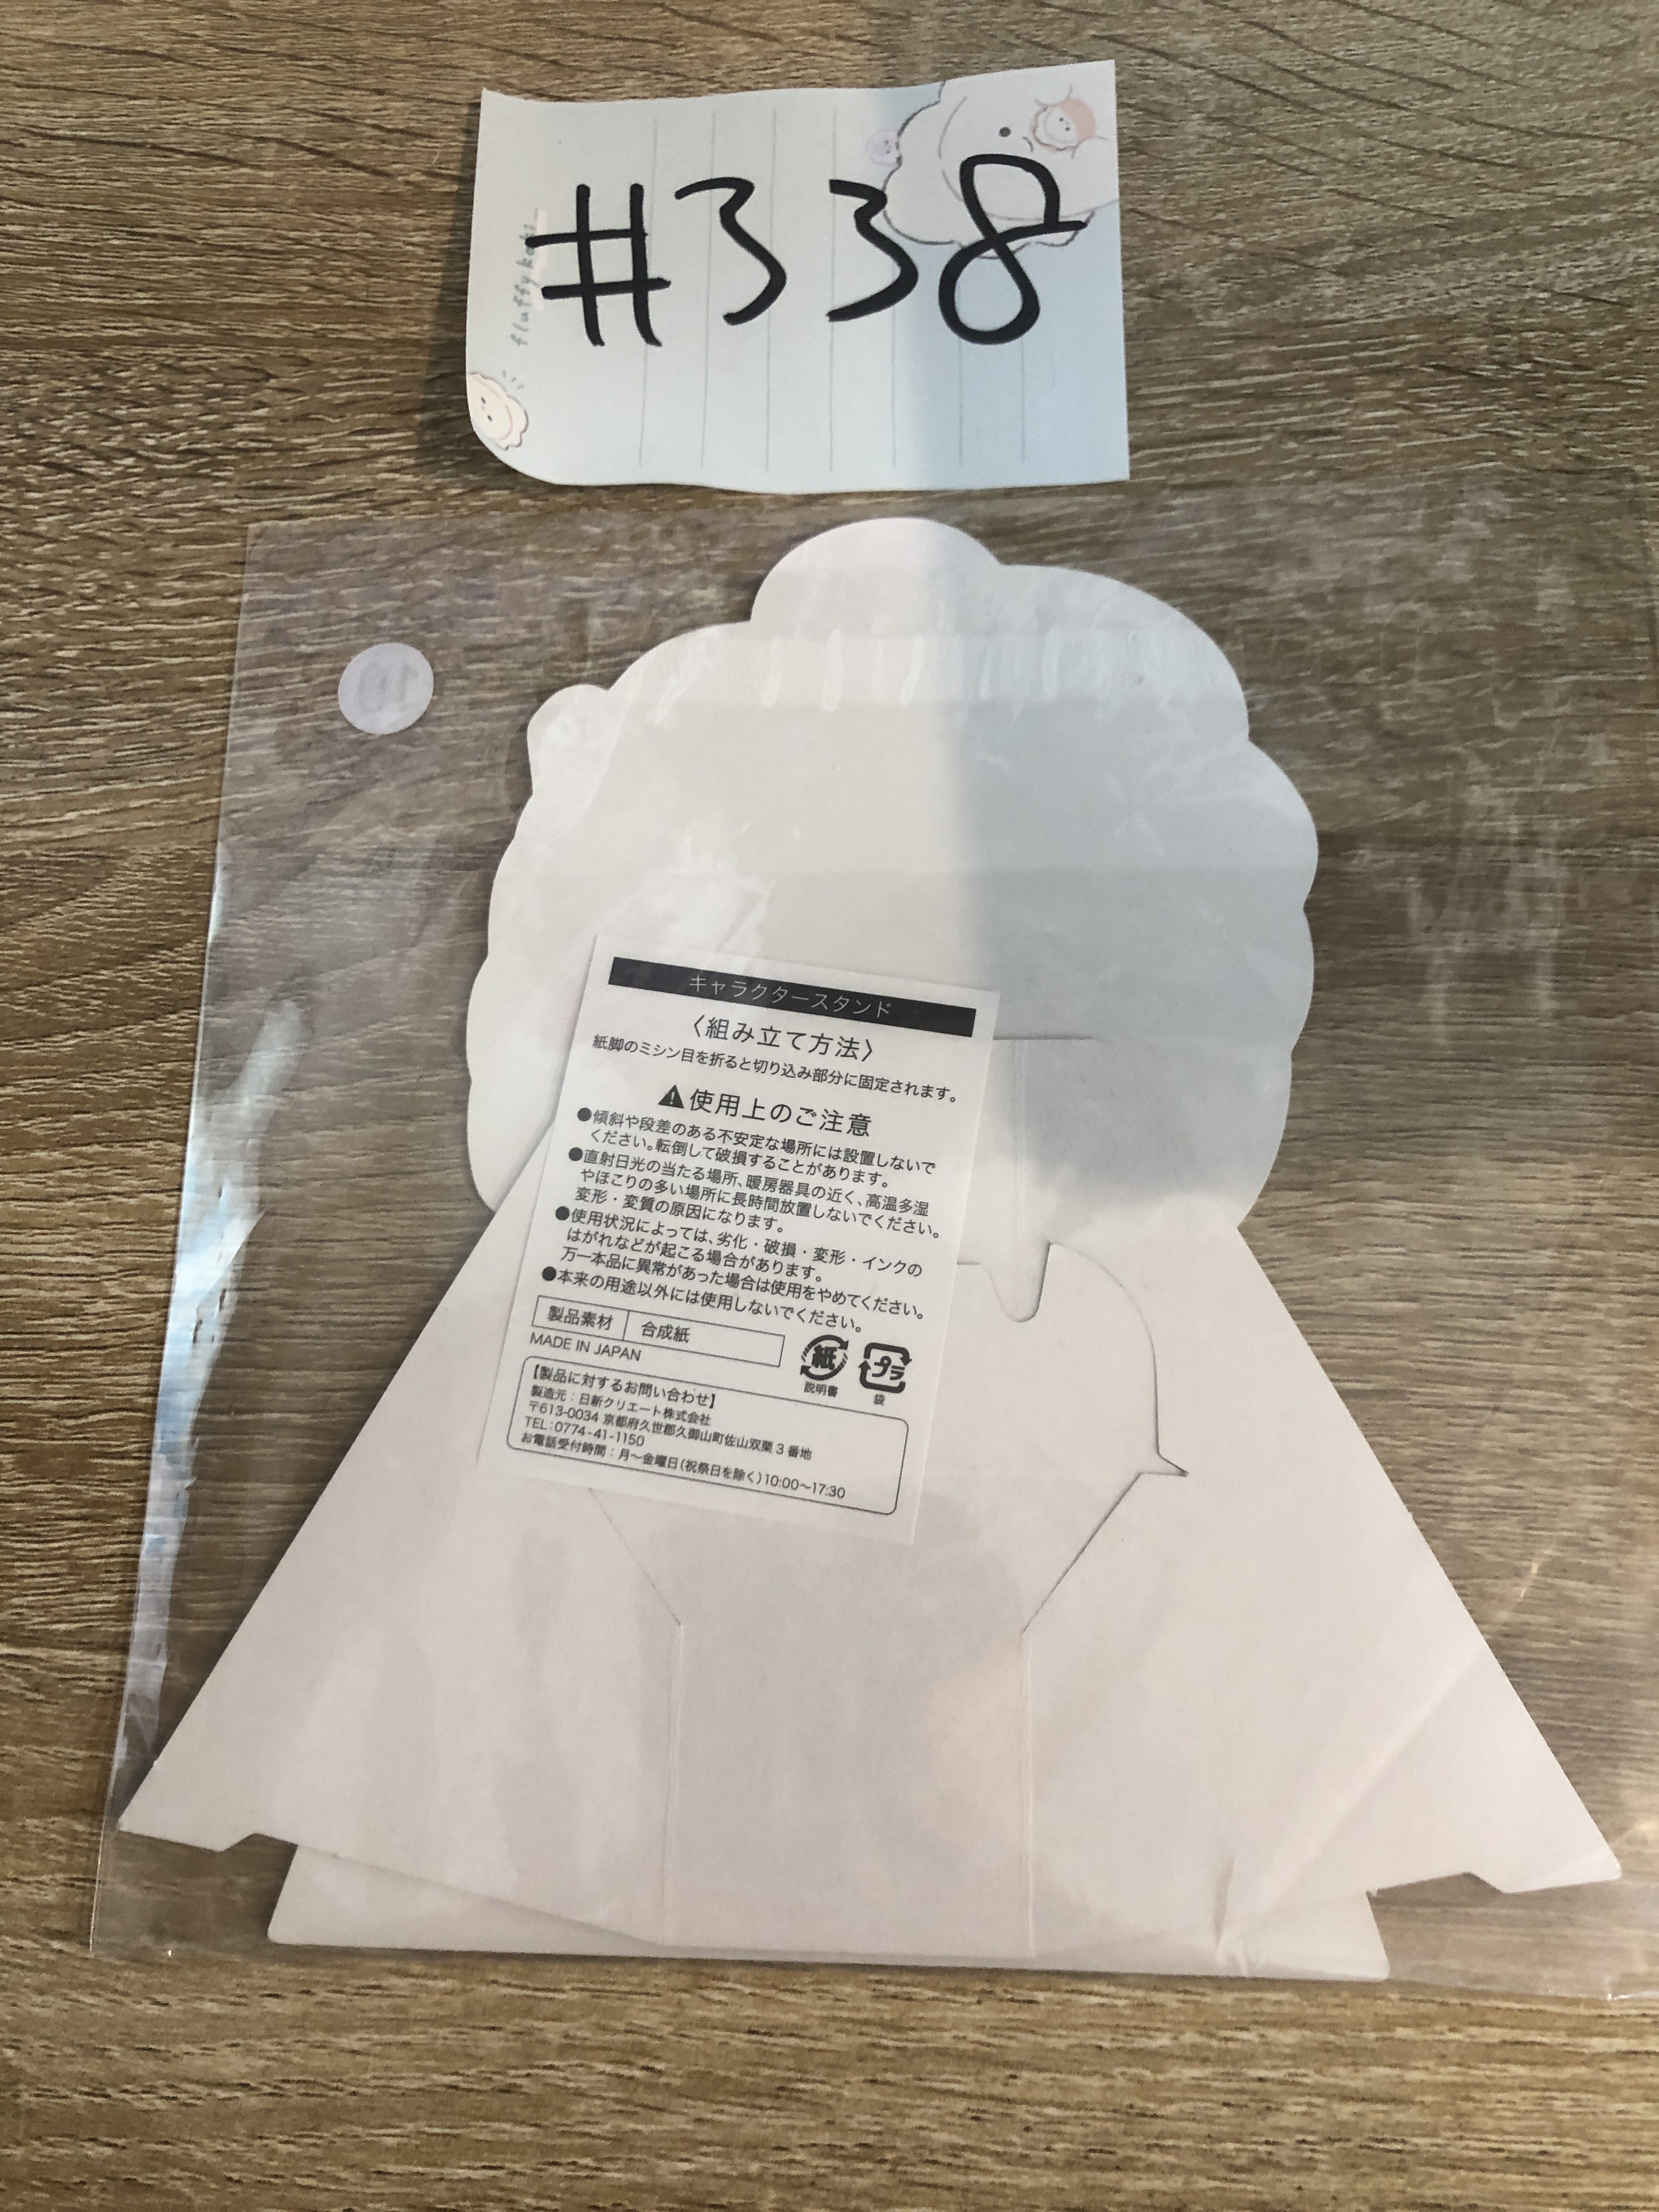 #338
fluffy kaki
10
キャラクタースタンド
〈組み立て方法〉
紙脚のミシン目を折ると切り込み部分に固定されます。
使用上のご注意
●傾斜や段差のある不安定な場所には設置しないで
ください。転倒して破損することがあります。
●直射日光の当たる場所、暖房器具の近く、高温多湿
やほこりの多い場所に長時間放置しないでください。
変形・変質の原因になります。
●使用状況によっては、劣化・破損・変形・インクの
はがれなどが起こる場合があります。
万一本品に異常があった場合は使用をやめてください。
●本来の用途以外には使用しないでください。
製品素材 合成紙
MADE IN JAPAN
紙
説明書
プラ
袋
【製品に対するお問い合わせ】
製造元：日新クリエート株式会社
〒613-0034 京都府久世郡久御山町佐山双栗3番地
TEL：0774-41-1150
お電話受付時間：月～金曜日(祝祭日を除く)10:00～17:30